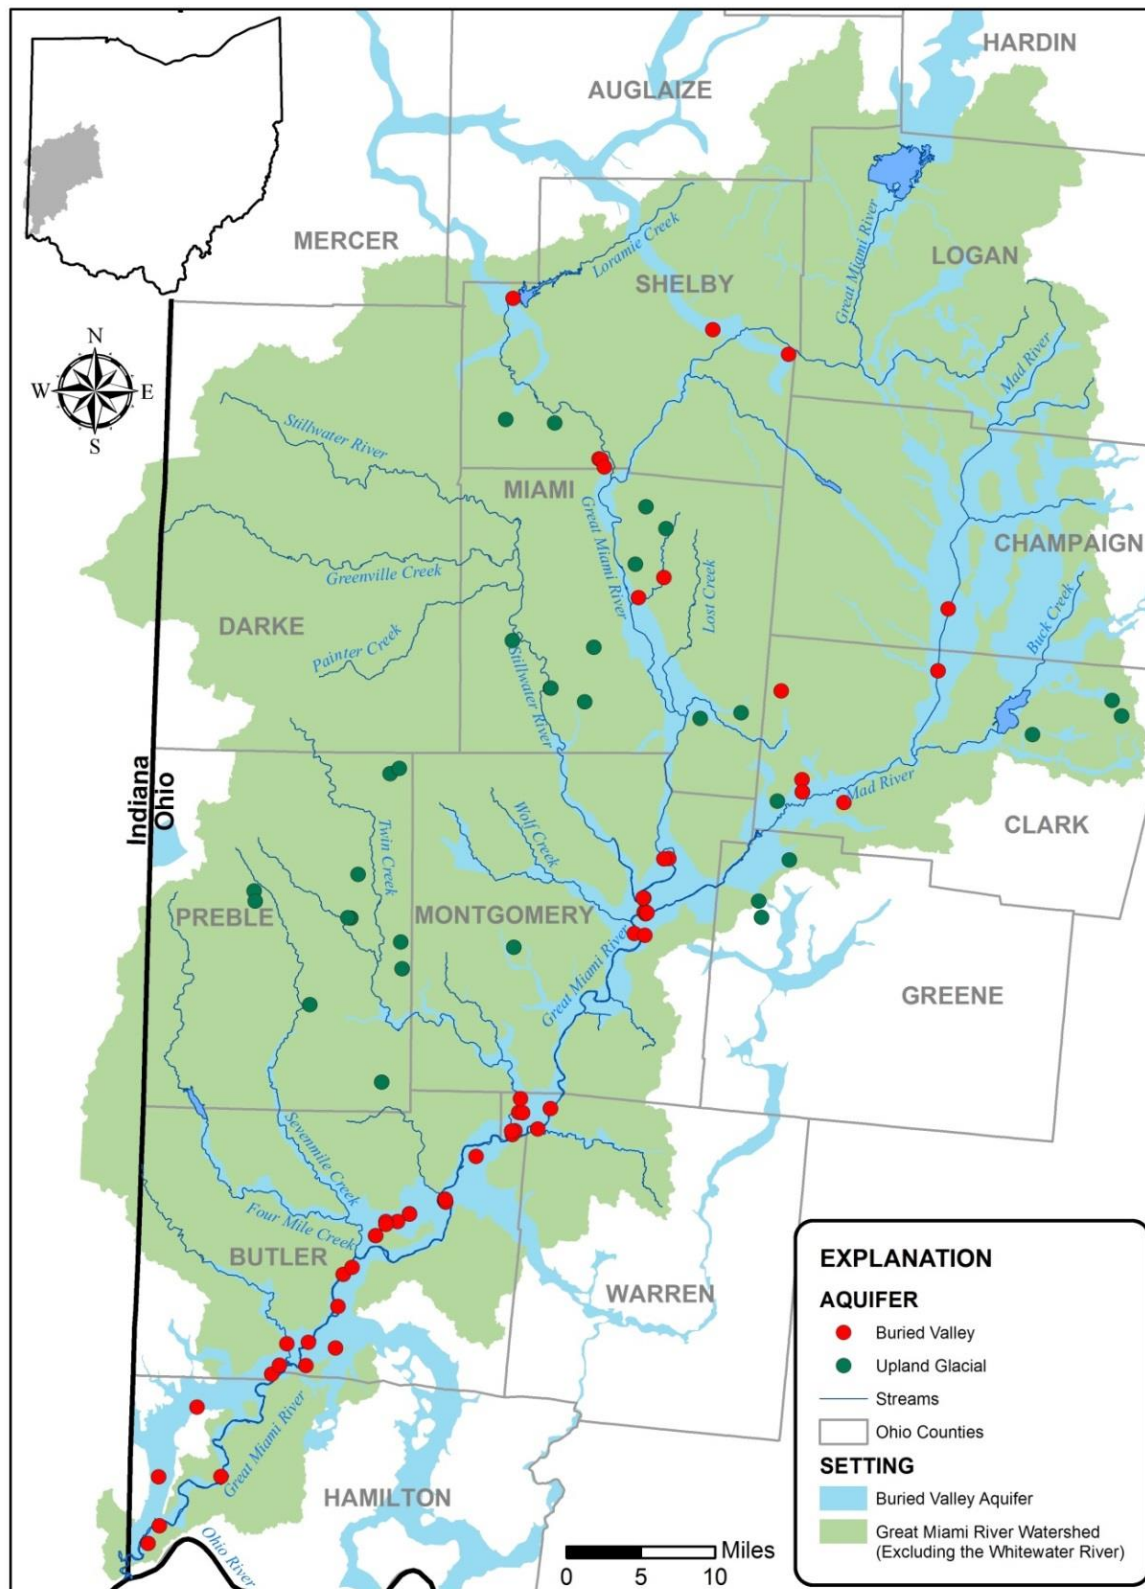 HARDIN
AUGLAIZE
MERCER
Loramie Creek
SHELBY
Great Miami River
LOGAN
Mad River
N
W E
S
Stillwater River
MIAMI
Great Miami River
CHAMPAIGN
Greenville Creek
Lost Creek
Buck Creek
DARKE
Painter Creek
Stillwater River
Indiana
Ohio
Mad River
Wolf Creek
Twin Creek
CLARK
PREBLE
MONTGOMERY
Great Miami River
GREENE
Sevenmile Creek
Four Mile Creek
BUTLER
WARREN
Great Miami River
HAMILTON
Ohio River
Miles
0 5 10
EXPLANATION
AQUIFER
Buried Valley
Upland Glacial
Streams
Ohio Counties
SETTING
Buried Valley Aquifer
Great Miami River Watershed
(Excluding the Whitewater River)